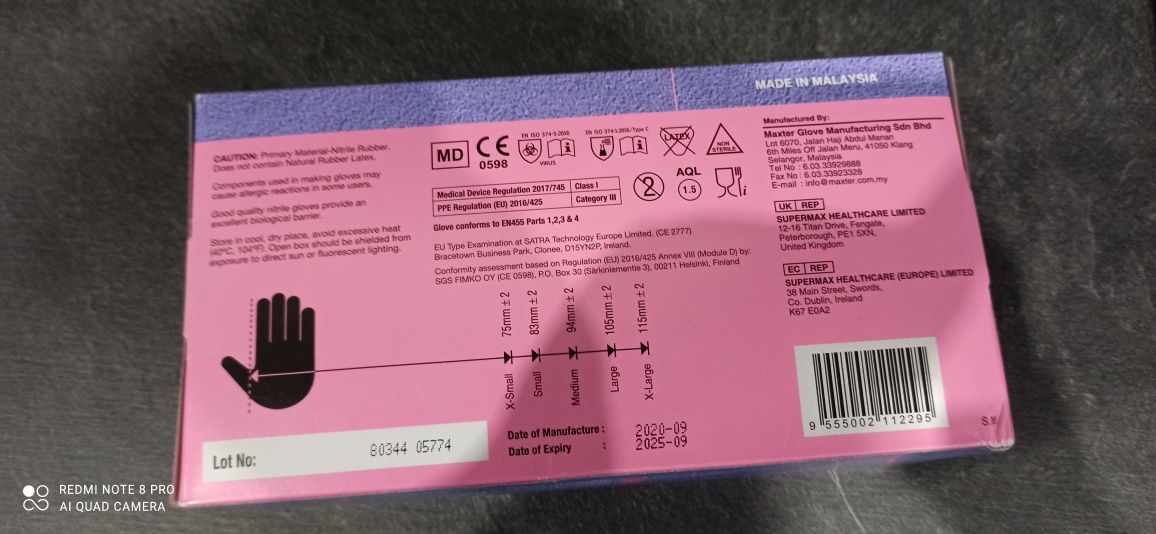 MADE IN MALAYSIA
CAUTION: Primary Material-Nitrile Rubber.
Does not contain Natural Rubber Latex.
Components used in making gloves may
cause allergic reactions in some users.
Good quality nitrile gloves provide an
excellent biological barrier.
Store in cool, dry place, avoid excessive heat
(40ºC, 104ºF). Open box should be shielded from
exposure to direct sun or fluorescent lighting.
MD
CE
0598
EN ISO 374-5:2016
VIRUS
EN ISO 374-1:2016/Type C
LATEX
NON
STERILE
Medical Device Regulation 2017/745 Class I
PPE Regulation (EU) 2016/425 Category III
2
AQL
1.5
i
Glove conforms to EN455 Parts 1,2,3 & 4
EU Type Examination at SATRA Technology Europe Limited. (CE 2777)
Bracetown Business Park, Clonee, D15YN2P, Ireland.
Conformity assessment based on Regulation (EU) 2016/425 Annex VIII (Module D) by:
SGS FIMKO OY (CE 0598), P.O. Box 30 (Särkiniementie 3), 00211 Helsinki, Finland
Manufactured By:
Maxter Glove Manufacturing Sdn Bhd
Lot 6070, Jalan Haji Abdul Manan
6th Miles Off Jalan Meru, 41050 Klang
Selangor, Malaysia
Tel No : 6.03.33929888
Fax No : 6.03.33923328
E-mail : info@maxter.com.my
UK REP
SUPERMAX HEALTHCARE LIMITED
12-16 Titan Drive, Fengate,
Peterborough, PE1 5XN,
United Kingdom
EC REP
SUPERMAX HEALTHCARE (EUROPE) LIMITED
38 Main Street, Swords,
Co. Dublin, Ireland
K67 E0A2
75mm ± 2
83mm ± 2
94mm ± 2
105mm ± 2
115mm ± 2
X-Small
Small
Medium
Large
X-Large
Lot No: 80344 05774
Date of Manufacture : 2020-09
Date of Expiry : 2025-09
9 555002 112295
REDMI NOTE 8 PRO
AI QUAD CAMERA